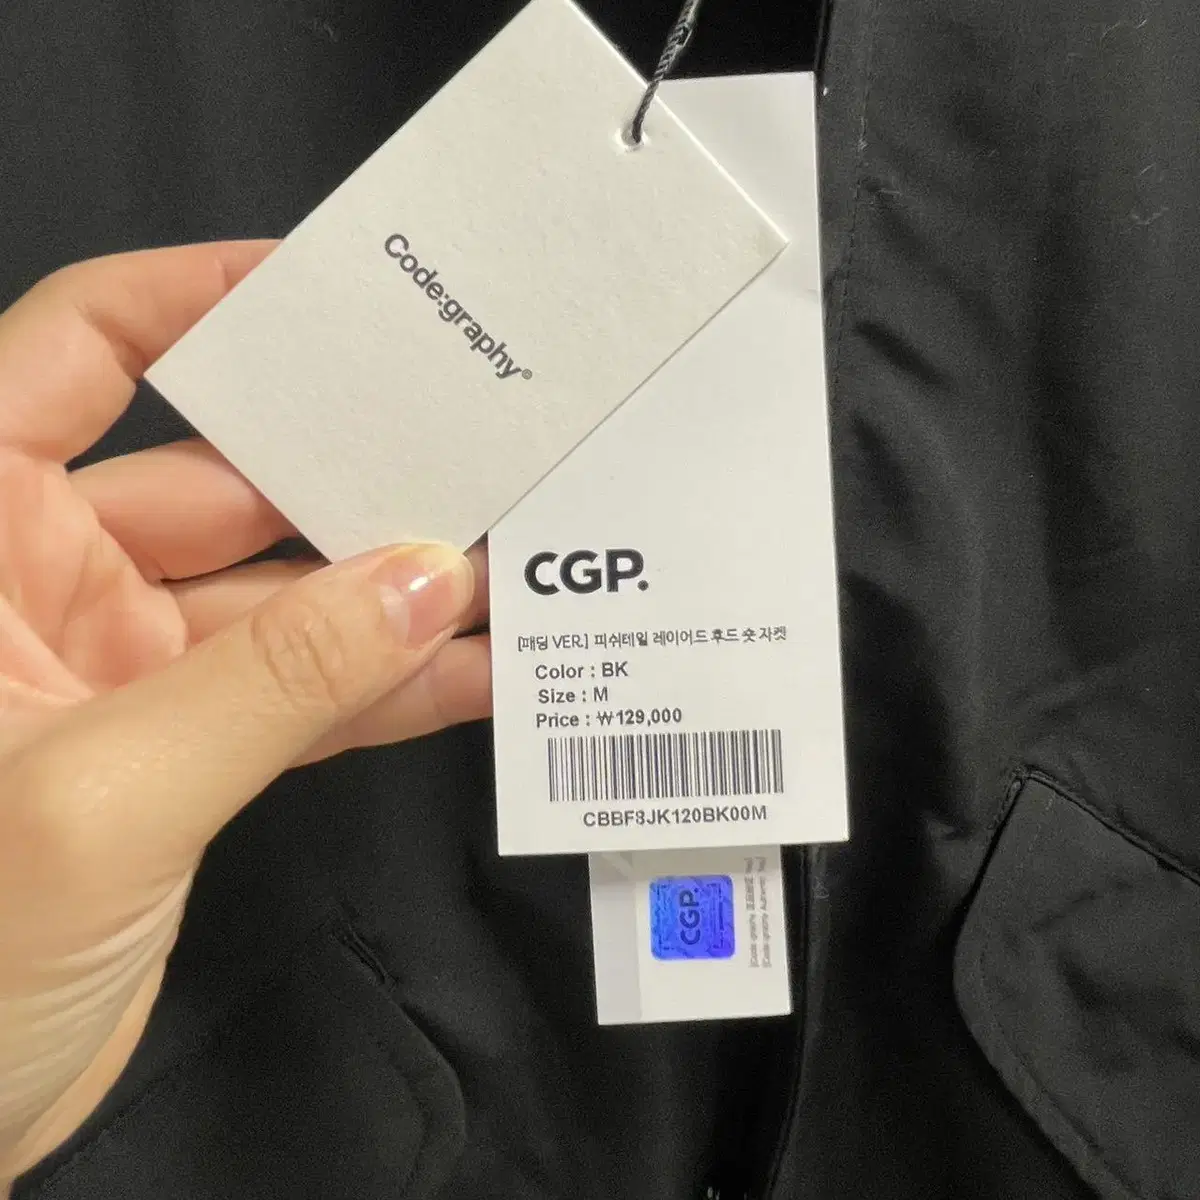 Code:graphy®
CGP.
[패딩 VER.] 피쉬테일 레이어드 후드 숏 자켓
Color : BK
Size : M
Price : ₩129,000
CBBF8JK120BK00M
CGP.